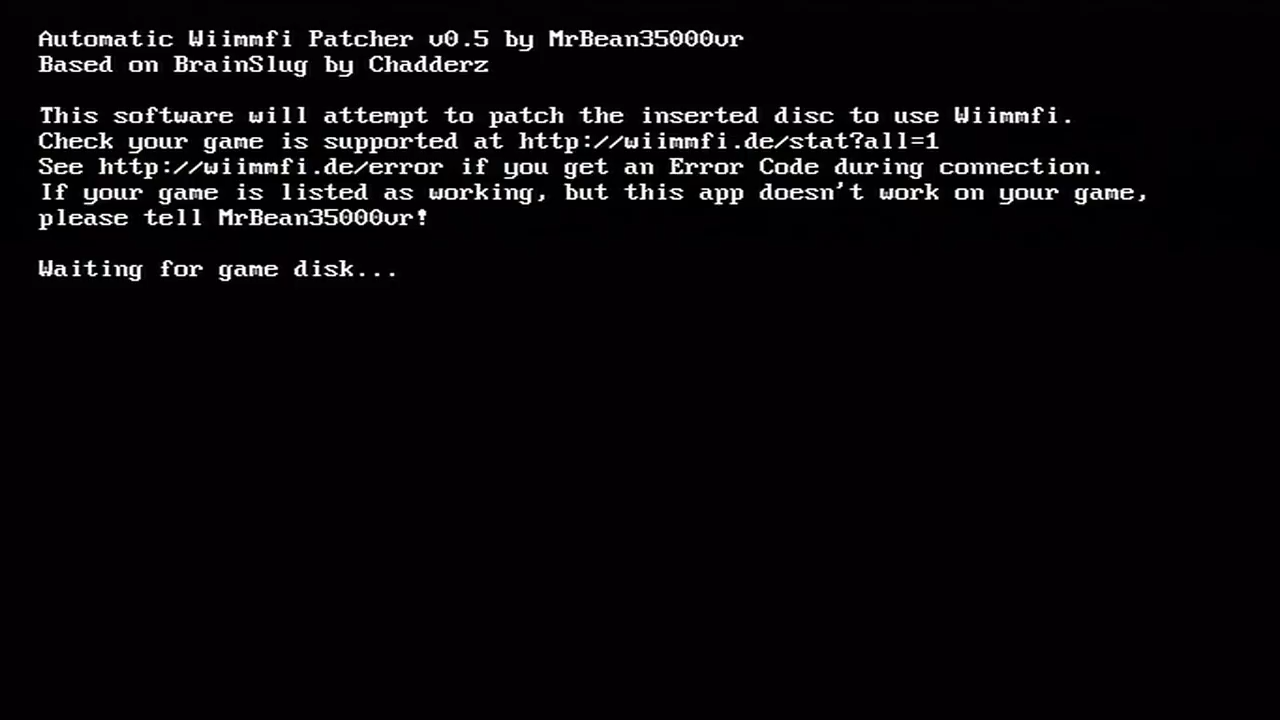 Automatic Wiimmfi Patcher v0.5 by MrBean35000vr
Based on BrainSlug by Chadderz
This software will attempt to patch the inserted disc to use Wiimmfi.
Check your game is supported at http://wiimmfi.de/stat?all=1
See http://wiimmfi.de/error if you get an Error Code during connection.
If your game is listed as working, but this app doesn't work on your game,
please tell MrBean35000vr!
Waiting for game disk...